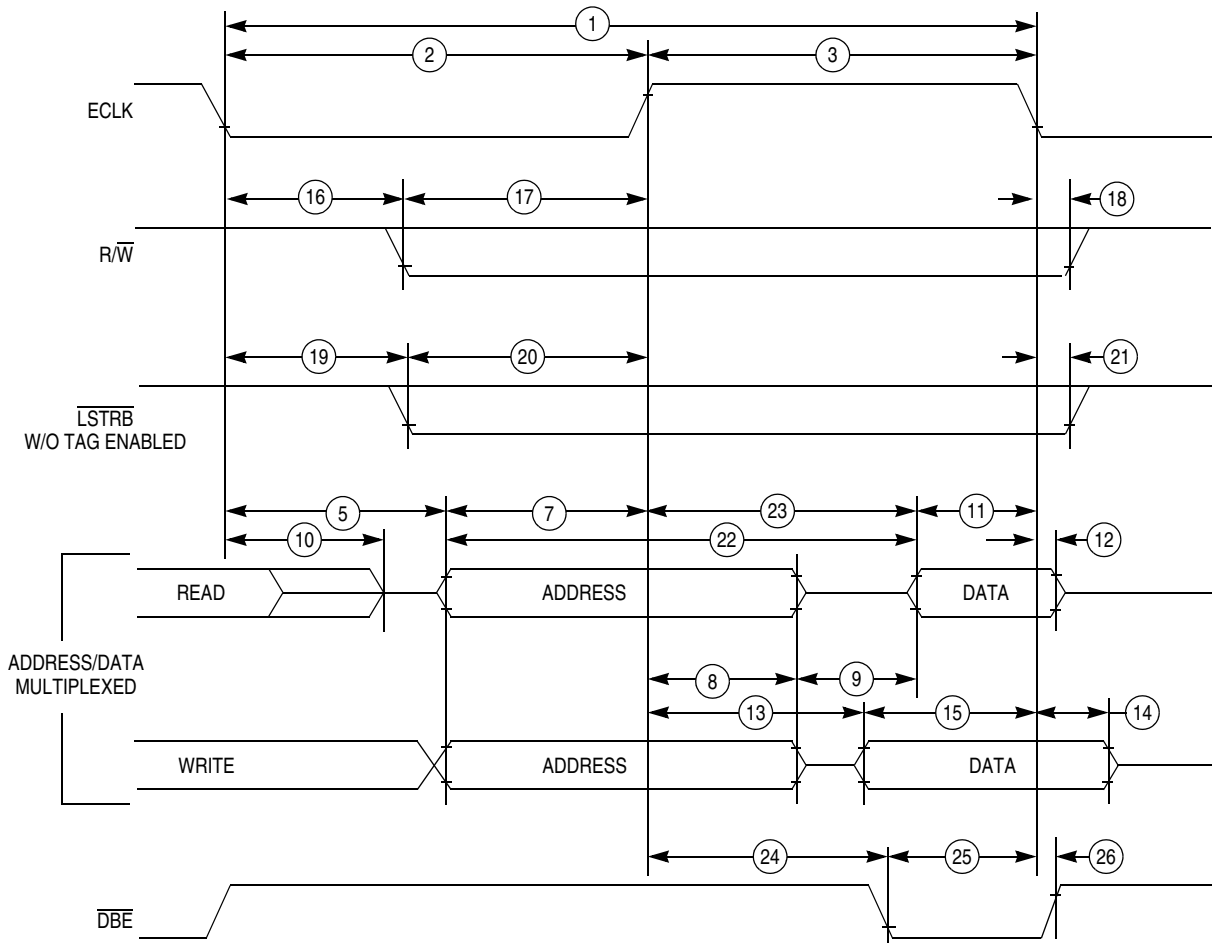 1
2
3
ECLK
16
17
18
R/W
19
20
21
LSTRB
W/O TAG ENABLED
5
7
23
11
10
22
12
READ
ADDRESS
DATA
ADDRESS/DATA
MULTIPLEXED
8
9
13
15
14
WRITE
ADDRESS
DATA
24
25
26
DBE